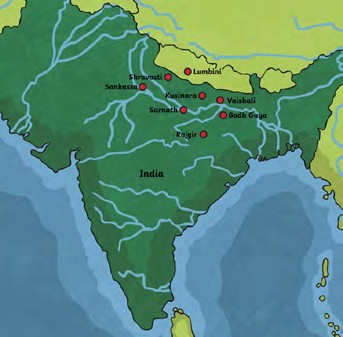 Lumbini
Shravasti
Sankassa
Kusinara
Vaishali
Sarnath
Bodh Gaya
Rajgir
India